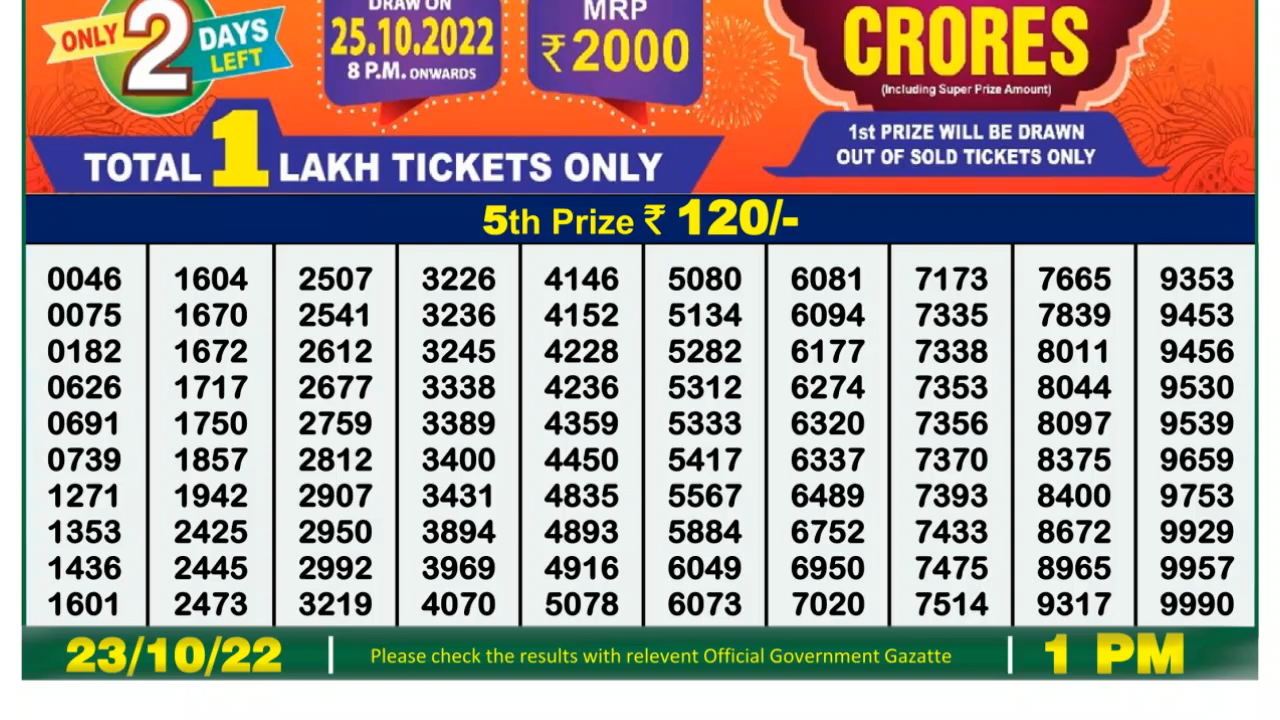 ONLY 2 DAYS LEFT
DRAW ON
25.10.2022
8 P.M. ONWARDS
MRP
₹ 2000
CRORES
(Including Super Prize Amount)
1st PRIZE WILL BE DRAWN
OUT OF SOLD TICKETS ONLY
TOTAL 1 LAKH TICKETS ONLY
5th Prize ₹ 120/-
0046 1604 2507 3226 4146 5080 6081 7173 7665 9353
0075 1670 2541 3236 4152 5134 6094 7335 7839 9453
0182 1672 2612 3245 4228 5282 6177 7338 8011 9456
0626 1717 2677 3338 4236 5312 6274 7353 8044 9530
0691 1750 2759 3389 4359 5333 6320 7356 8097 9539
0739 1857 2812 3400 4450 5417 6337 7370 8375 9659
1271 1942 2907 3431 4835 5567 6489 7393 8400 9753
1353 2425 2950 3894 4893 5884 6752 7433 8672 9929
1436 2445 2992 3969 4916 6049 6950 7475 8965 9957
1601 2473 3219 4070 5078 6073 7020 7514 9317 9990
23/10/22 | Please check the results with relevent Official Government Gazatte | 1 PM